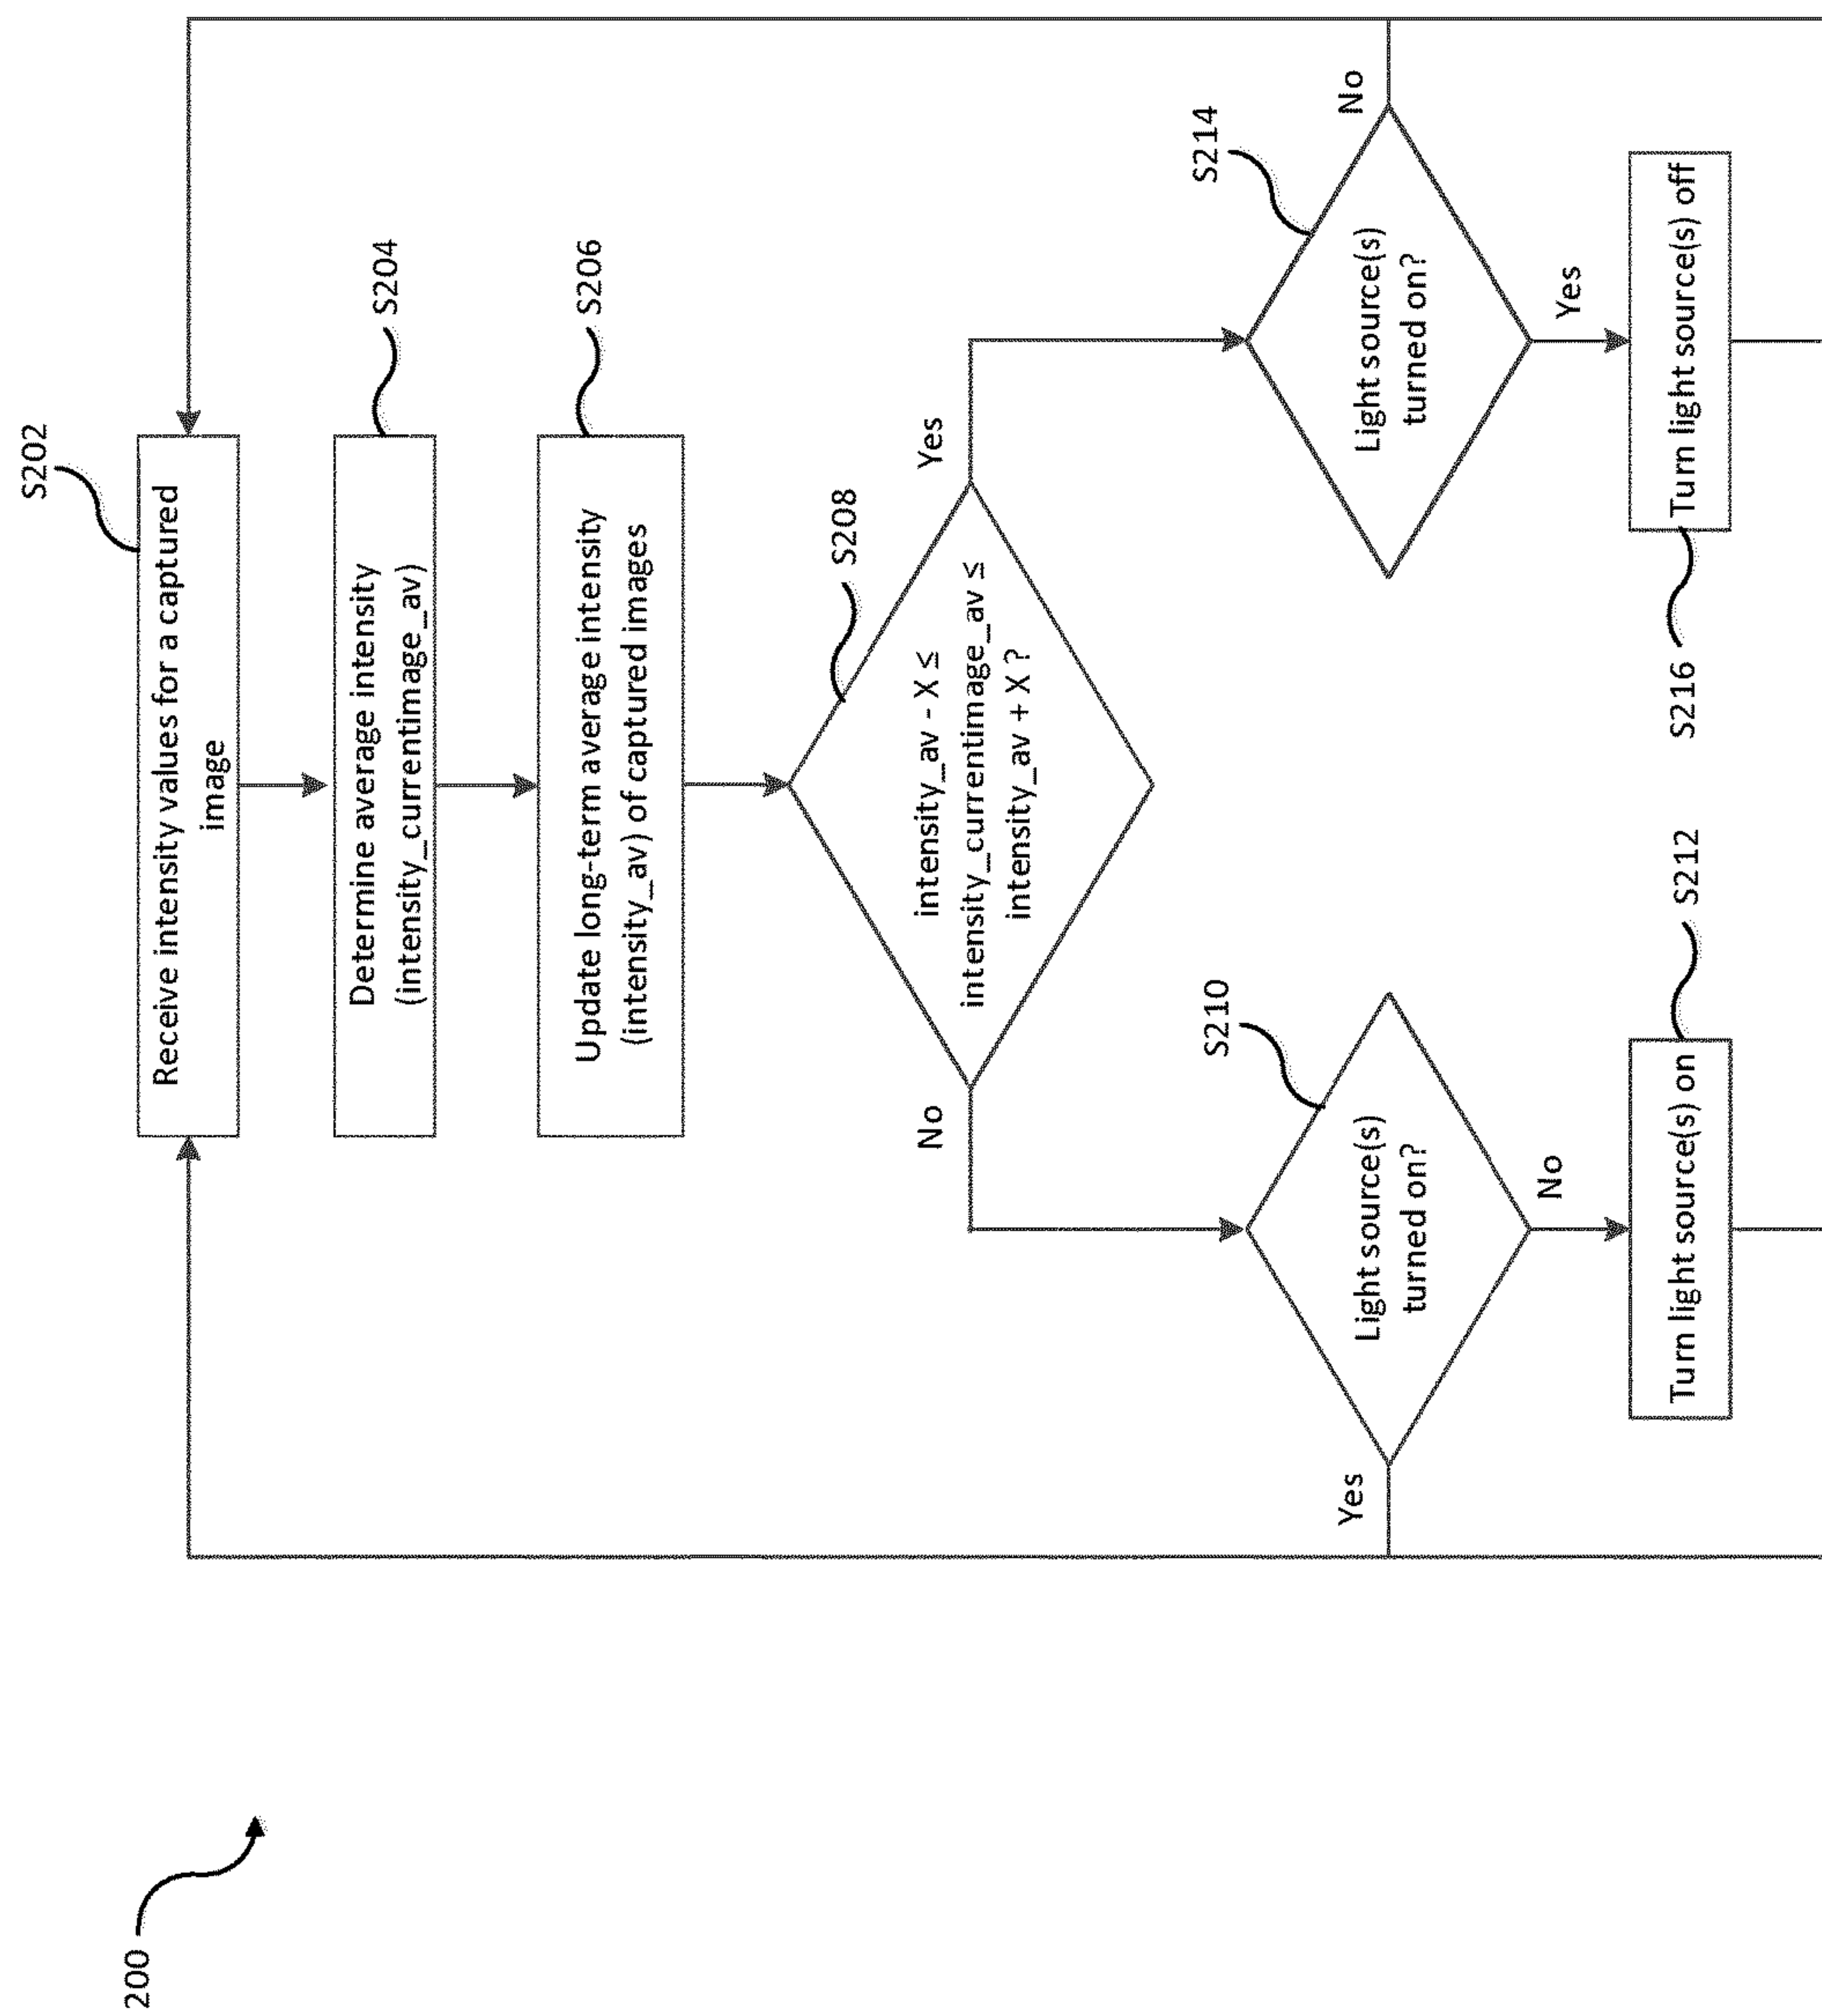 200
S202
Receive intensity values for a captured
image
S204
Determine average intensity
(intensity_currentimage_av)
S206
Update long-term average intensity
(intensity_av) of captured images
S208
intensity_av - X ≤
intensity_currentimage_av ≤
intensity_av + X ?
No
Yes
S210
Light source(s)
turned on?
Yes
No
S212
Turn light source(s) on
S214
Light source(s)
turned on?
No
Yes
S216
Turn light source(s) off